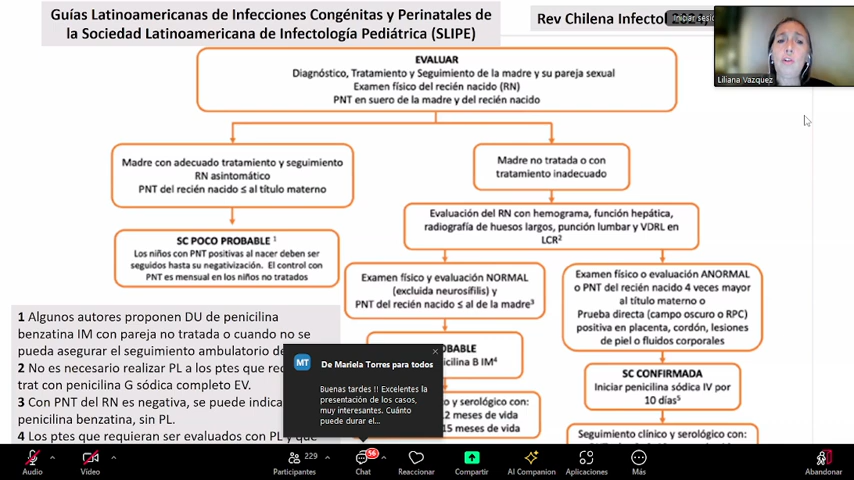 Guías Latinoamericanas de Infecciones Congénitas y Perinatales de
la Sociedad Latinoamericana de Infectología Pediátrica (SLIPE)
Rev Chilena Infectol
Iniciar
Liliana Vazquez
EVALUAR
Diagnóstico, Tratamiento y Seguimiento de la madre y su pareja sexual
Examen físico del recién nacido (RN)
PNT en suero de la madre y del recién nacido
Madre con adecuado tratamiento y seguimiento
RN asintomático
PNT del recién nacido ≤ al título materno
Madre no tratada o con
tratamiento inadecuado
SC POCO PROBABLE 1
Los niños con PNT positivas al nacer deben ser
seguidos hasta su negativización. El control con
PNT es mensual en los niños no tratados
Evaluación del RN con hemograma, función hepática,
radiografía de huesos largos, punción lumbar y VDRL en
LCR2
Examen físico y evaluación NORMAL
(excluida neurosífilis) y
PNT del recién nacido ≤ al de la madre3
Examen físico o evaluación ANORMAL
o PNT del recién nacido 4 veces mayor
al título materno o
Prueba directa (campo oscuro o RPC)
positiva en placenta, cordón, lesiones
de piel o fluidos corporales
OBABLE
icilina B IM4
SC CONFIRMADA
Iniciar penicilina sódica IV por
10 días5
o y serológico con:
12 meses de vida
15 meses de vida
Seguimiento clínico y serológico con:
1 Algunos autores proponen DU de penicilina
benzatina IM con pareja no tratada o cuando no se
pueda asegurar el seguimiento ambulatorio de
2 No es necesario realizar PL a los ptes que re
trat con penicilina G sódica completo EV.
3 Con PNT del RN es negativa, se puede indica
penicilina benzatina, sin PL.
4 Los ptes que requieran ser evaluados con PL y que
MT
De Mariela Torres para todos
Buenas tardes !! Excelentes la
presentación de los casos,
muy interesantes. Cuánto
puede durar el...
Audio
Vídeo
229
Participantes
56
Chat
Reaccionar
Compartir
AI Companion
Aplicaciones
Más
Abandonar